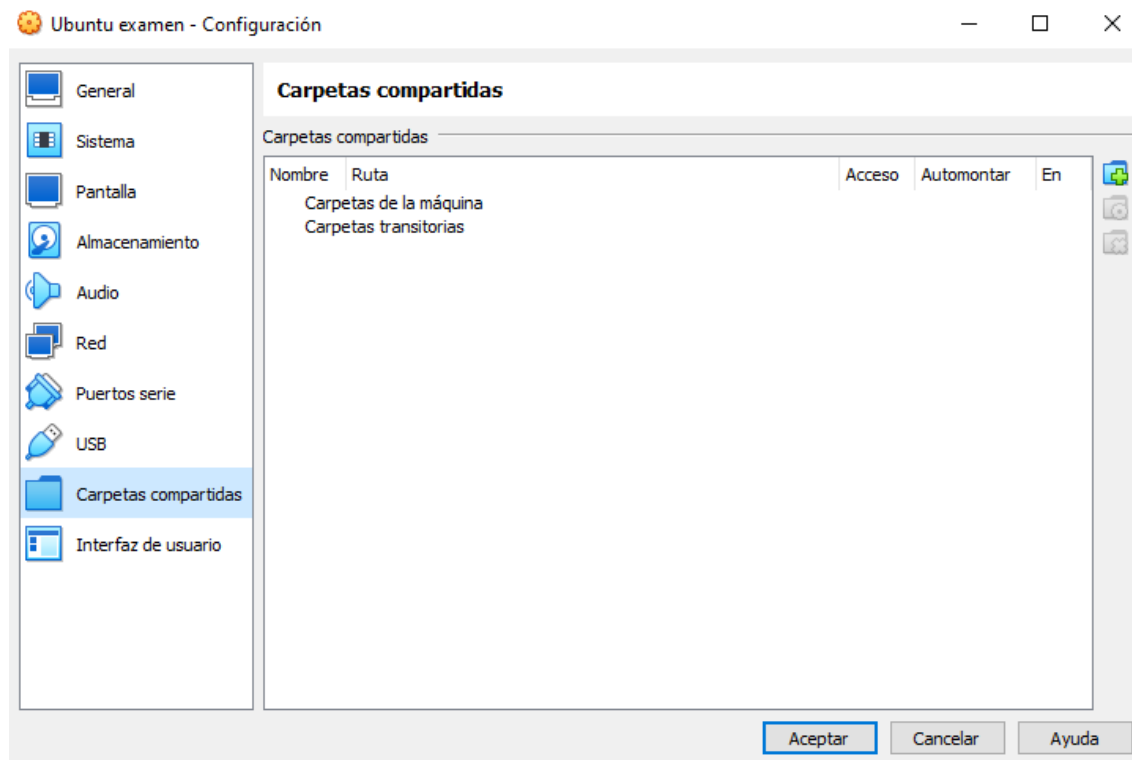 Ubuntu examen - Configuración
General
Sistema
Pantalla
Almacenamiento
Audio
Red
Puertos serie
USB
Carpetas compartidas
Interfaz de usuario
Carpetas compartidas
Carpetas compartidas
Nombre Ruta Acceso Automontar En
Carpetas de la máquina
Carpetas transitorias
Aceptar Cancelar Ayuda